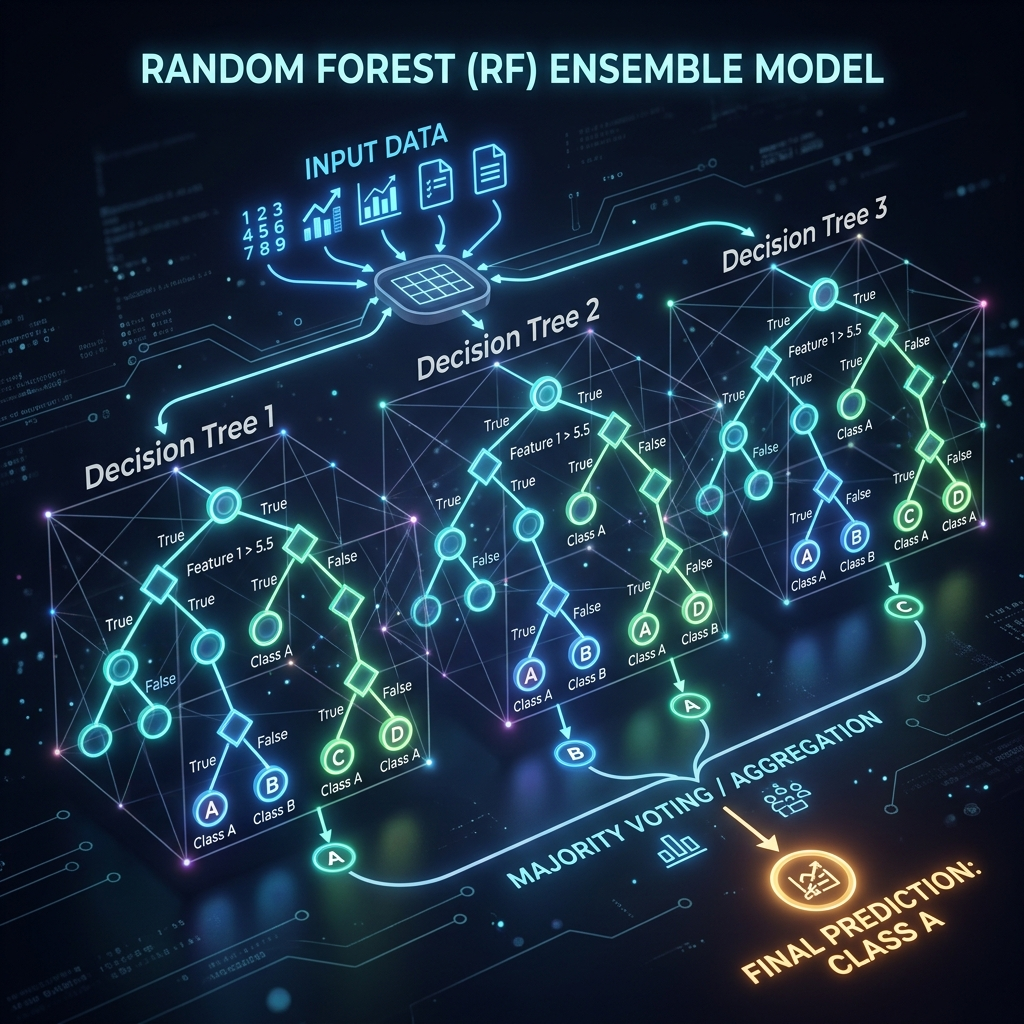 RANDOM FOREST (RF) ENSEMBLE MODEL
INPUT DATA
1 2 3
4 5 6
7 8 9
Decision Tree 1
True
True
Feature 1 > 5.5
True
False
True
True
Class A
False
True
False
True
False
A
B
C
D
Class A
Class B
Class A
Class A
A
Decision Tree 2
True
True
Feature 1 > 5.5
True
False
True
True
Class A
False
True
False
True
False
A
B
A
D
Class A
Class B
Class A
Class B
B
A
Decision Tree 3
True
True
Feature 1 > 5.5
True
False
True
Class A
False
True
False
True
False
A
B
C
D
Class A
Class B
Class A
Class A
C
MAJORITY VOTING / AGGREGATION
FINAL PREDICTION:
CLASS A